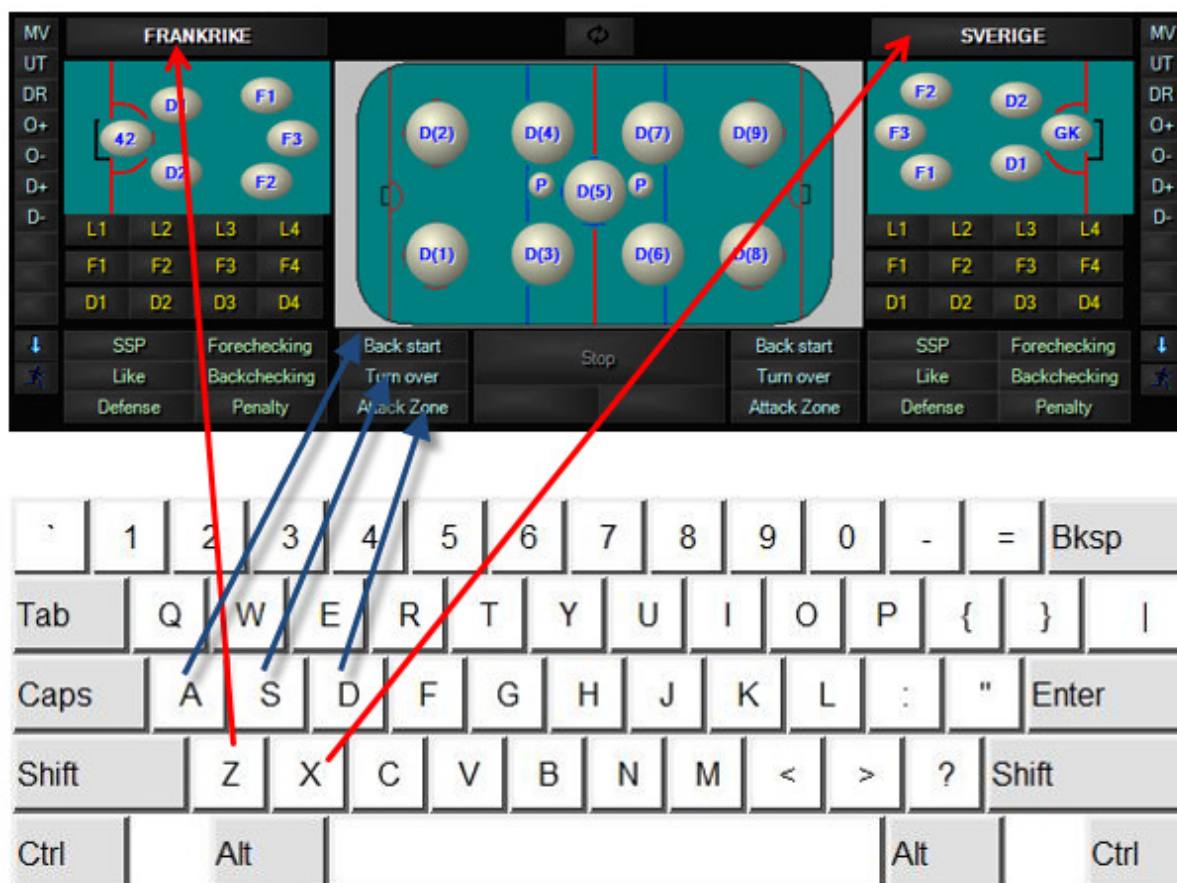 FRANKRIKE SVERIGE
MV MV
UT UT
DR DR
O+ O+
O- O-
D+ D+
D- D-
D1 F1
42 F3
D2 F2
D(2) D(4) D(7) D(9)
P D(5) P
D(1) D(3) D(6) D(8)
F2 D2
F3 GK
F1 D1
L1 L2 L3 L4 L1 L2 L3 L4
F1 F2 F3 F4 F1 F2 F3 F4
D1 D2 D3 D4 D1 D2 D3 D4
SSP Forechecking Back start Stop Back start SSP Forechecking
Like Backchecking Turn over Turn over Like Backchecking
Defense Penalty Attack Zone Attack Zone Defense Penalty
` 1 2 3 4 5 6 7 8 9 0 - = Bksp
Tab Q W E R T Y U I O P { } |
Caps A S D F G H J K L : " Enter
Shift Z X C V B N M < > ? Shift
Ctrl Alt Alt Ctrl